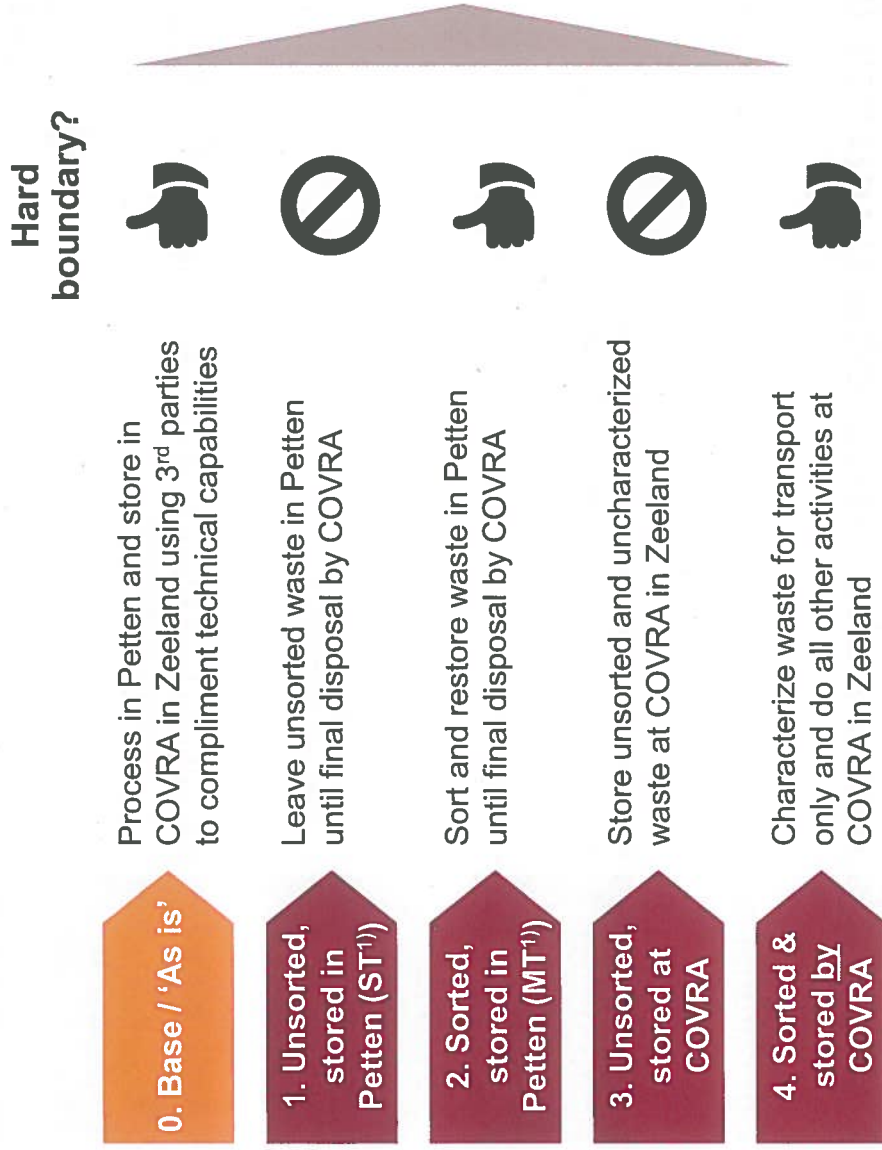 Hard
boundary?
0. Base / 'As is'
Process in Petten and store in
COVRA in Zeeland using 3rd parties
to compliment technical capabilities
1. Unsorted,
stored in
Petten (ST¹⁾)
Leave unsorted waste in Petten
until final disposal by COVRA
2. Sorted,
stored in
Petten (MT¹⁾)
Sort and restore waste in Petten
until final disposal by COVRA
3. Unsorted,
stored at
COVRA
Store unsorted and uncharacterized
waste at COVRA in Zeeland
4. Sorted &
stored by
COVRA
Characterize waste for transport
only and do all other activities at
COVRA in Zeeland